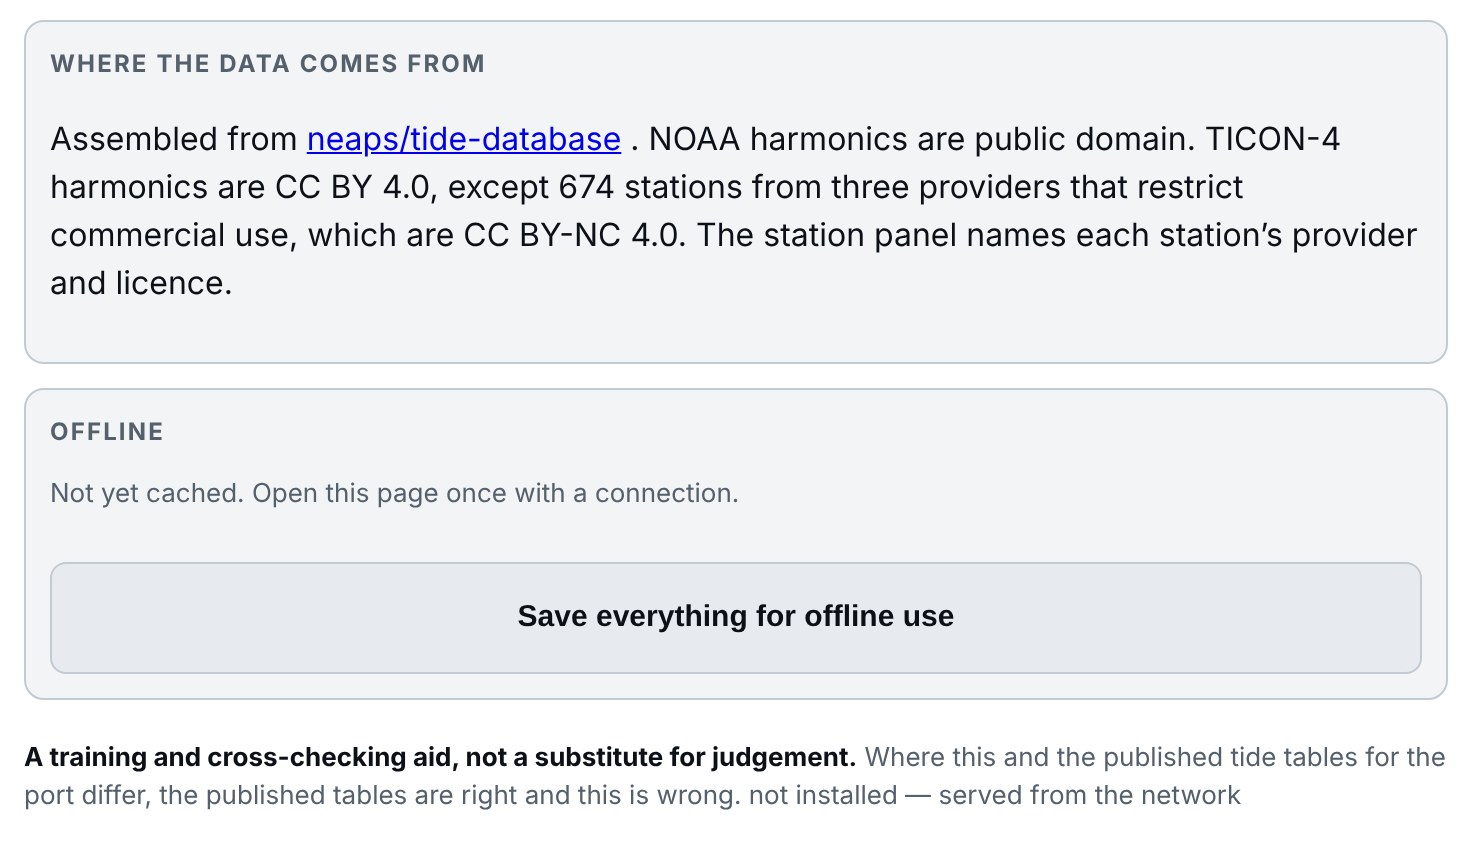 WHERE THE DATA COMES FROM
Assembled from neaps/tide-database . NOAA harmonics are public domain. TICON-4
harmonics are CC BY 4.0, except 674 stations from three providers that restrict
commercial use, which are CC BY-NC 4.0. The station panel names each station’s provider
and licence.
OFFLINE
Not yet cached. Open this page once with a connection.
Save everything for offline use
A training and cross-checking aid, not a substitute for judgement. Where this and the published tide tables for the
port differ, the published tables are right and this is wrong. not installed — served from the network